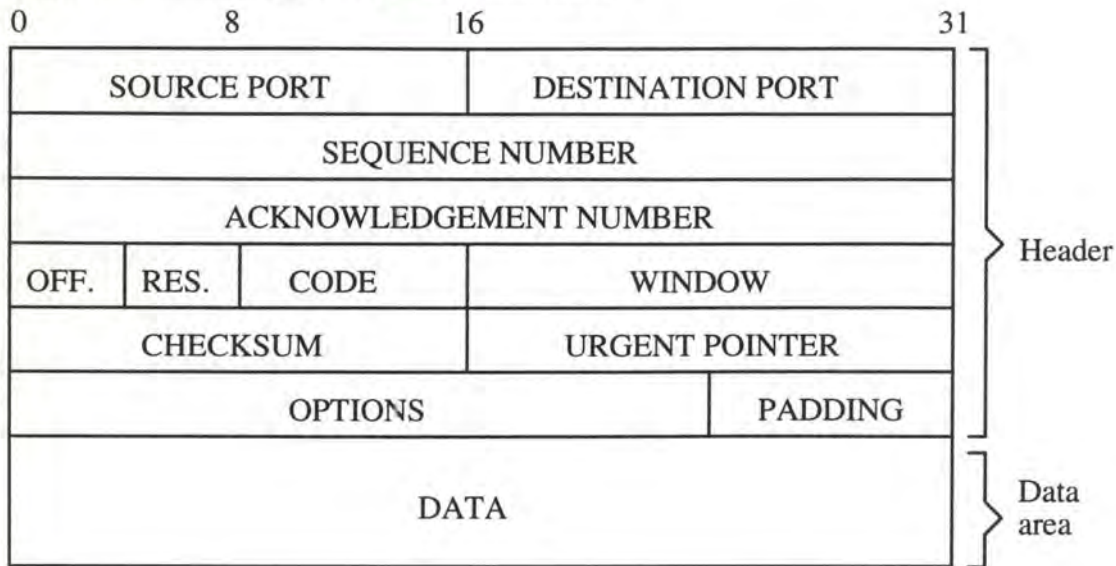 0 8 16 31
SOURCE PORT DESTINATION PORT
SEQUENCE NUMBER
ACKNOWLEDGEMENT NUMBER
Header
OFF. RES. CODE WINDOW
CHECKSUM URGENT POINTER
OPTIONS PADDING
DATA
Data
area